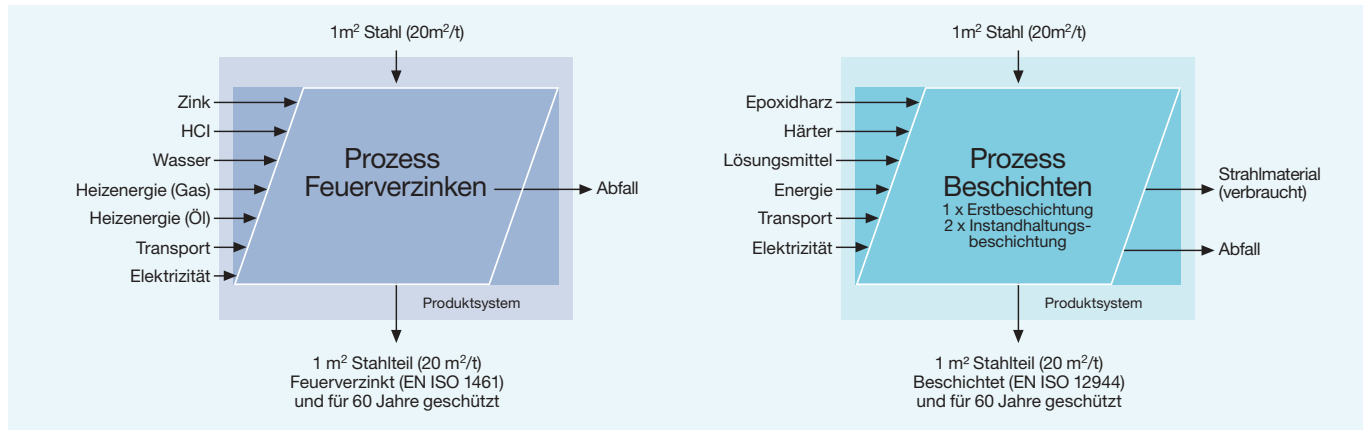 1m² Stahl (20m²/t)
Zink
HCl
Wasser
Heizenergie (Gas)
Heizenergie (Öl)
Transport
Elektrizität
Prozess
Feuerverzinken
Abfall
Produktsystem
1 m² Stahlteil (20 m²/t)
Feuerverzinkt (EN ISO 1461)
und für 60 Jahre geschützt
1m² Stahl (20m²/t)
Epoxidharz
Härter
Lösungsmittel
Energie
Transport
Elektrizität
Prozess
Beschichten
1 x Erstbeschichtung
2 x Instandhaltungs-
beschichtung
Strahlmaterial
(verbraucht)
Abfall
Produktsystem
1 m² Stahlteil (20 m²/t)
Beschichtet (EN ISO 12944)
und für 60 Jahre geschützt